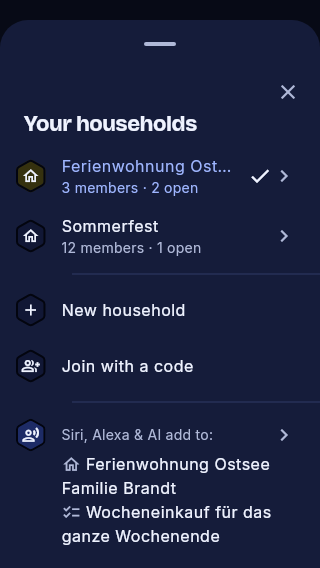 Your households
Ferienwohnung Ost...
3 members · 2 open
Sommerfest
12 members · 1 open
New household
Join with a code
Siri, Alexa & AI add to:
Ferienwohnung Ostsee
Familie Brandt
Wocheneinkauf für das
ganze Wochenende